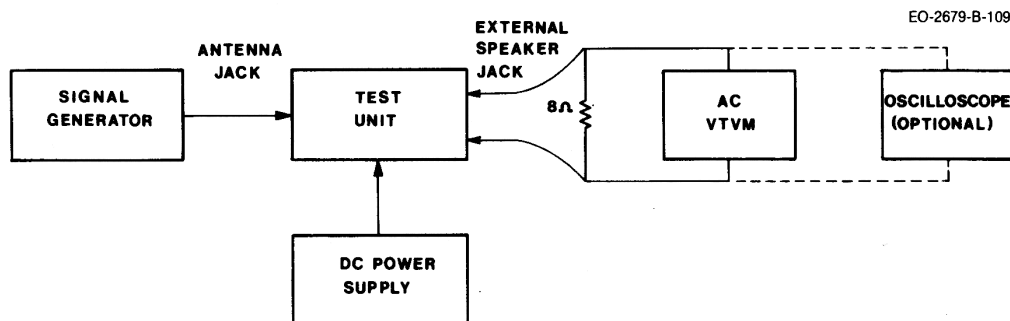 EO-2679-B-109
ANTENNA
JACK
EXTERNAL
SPEAKER
JACK
SIGNAL
GENERATOR
TEST
UNIT
8Ω
AC
VTVM
OSCILLOSCOPE
(OPTIONAL)
DC POWER
SUPPLY